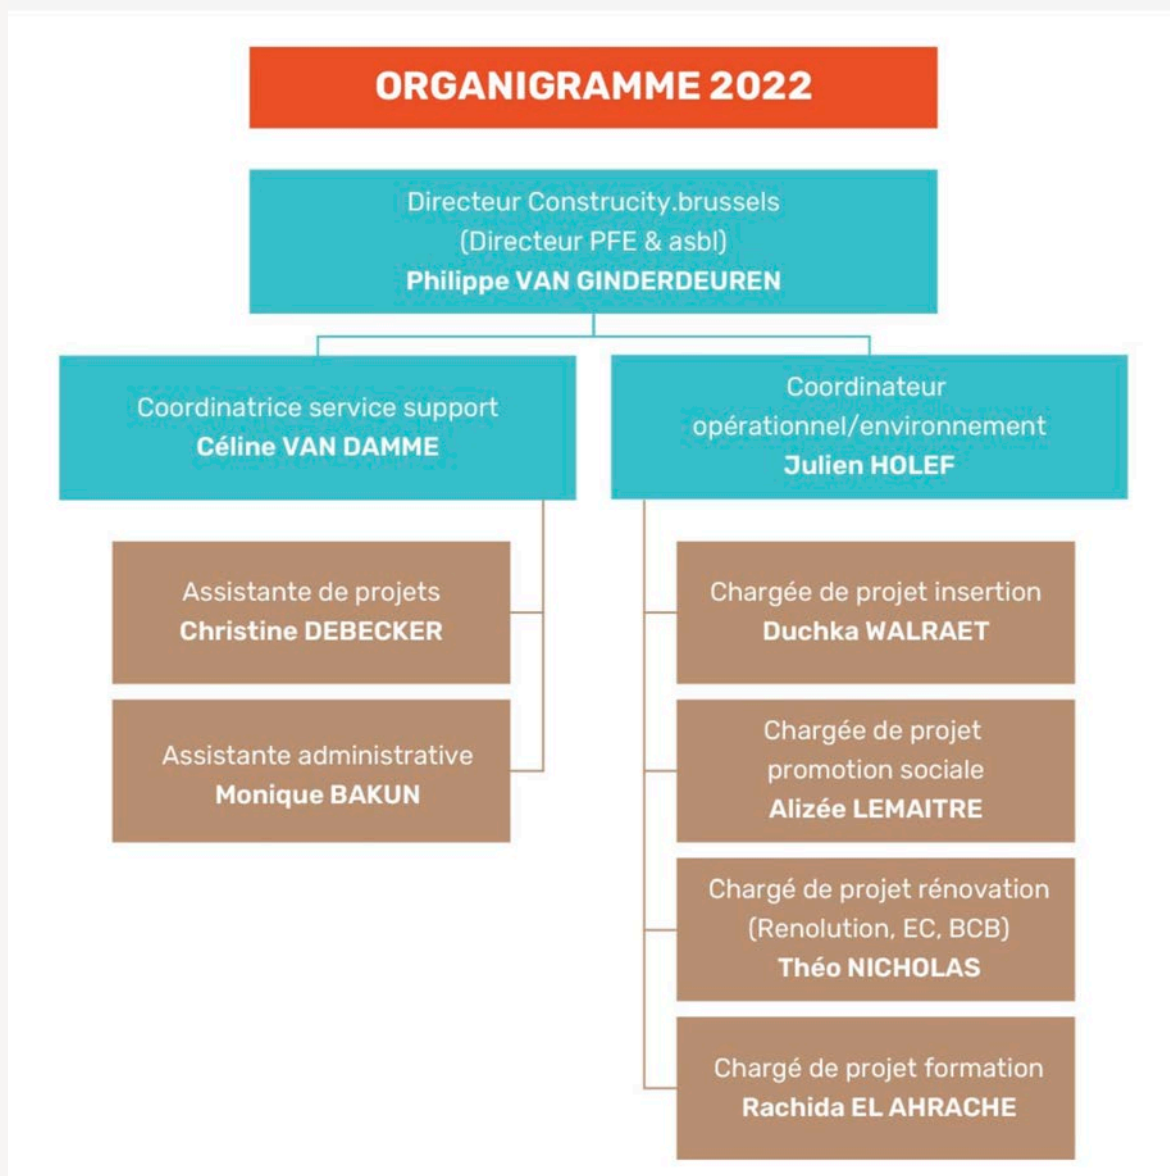 ORGANIGRAMME 2022
Directeur Construcity.brussels
(Directeur PFE & asbl)
Philippe VAN GINDERDEUREN
Coordinatrice service support
Céline VAN DAMME
Coordinateur
opérationnel/environnement
Julien HOLEF
Assistante de projets
Christine DEBECKER
Assistante administrative
Monique BAKUN
Chargée de projet insertion
Duchka WALRAET
Chargée de projet
promotion sociale
Alizée LEMAITRE
Chargé de projet rénovation
(Renolution, EC, BCB)
Théo NICHOLAS
Chargé de projet formation
Rachida EL AHRACHE